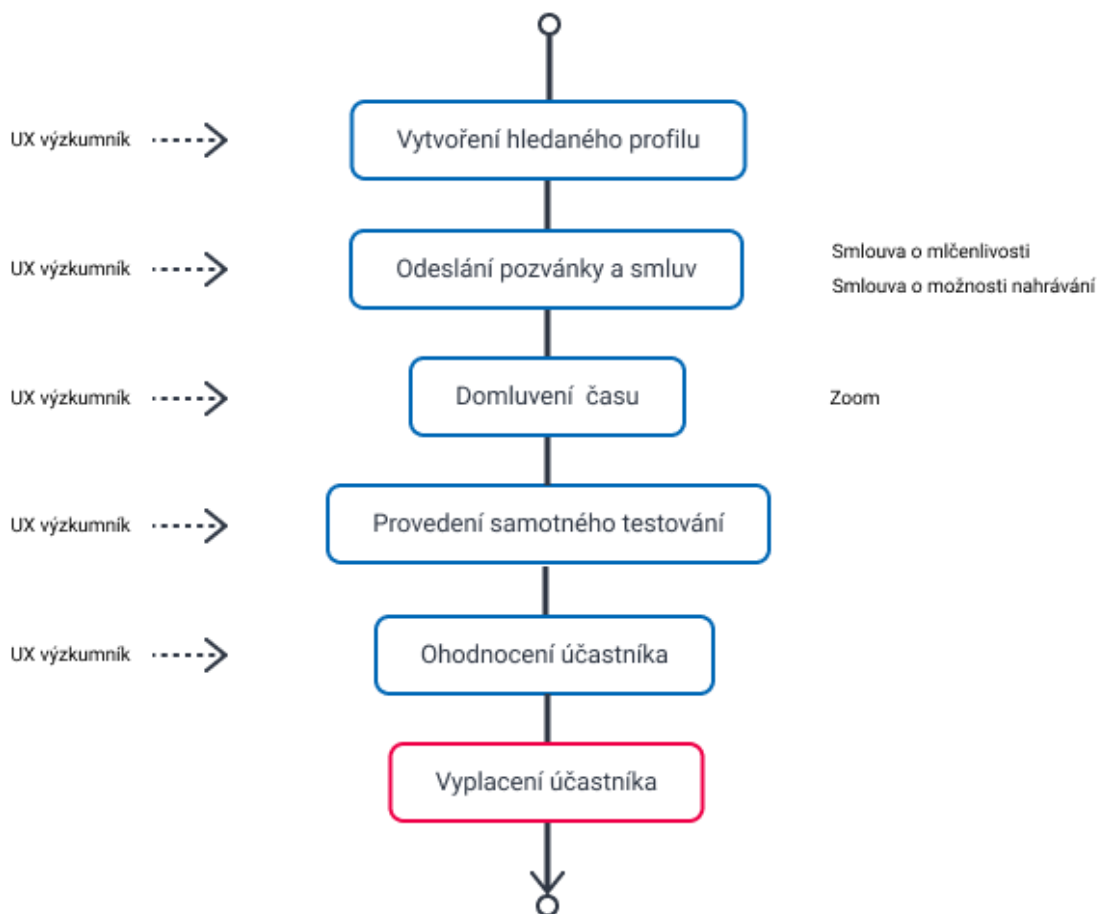 UX výzkumník
Vytvoření hledaného profilu
UX výzkumník
Odeslání pozvánky a smluv
Smlouva o mlčenlivosti
Smlouva o možnosti nahrávání
UX výzkumník
Domluvení času
Zoom
UX výzkumník
Provedení samotného testování
UX výzkumník
Ohodnocení účastníka
Vyplacení účastníka